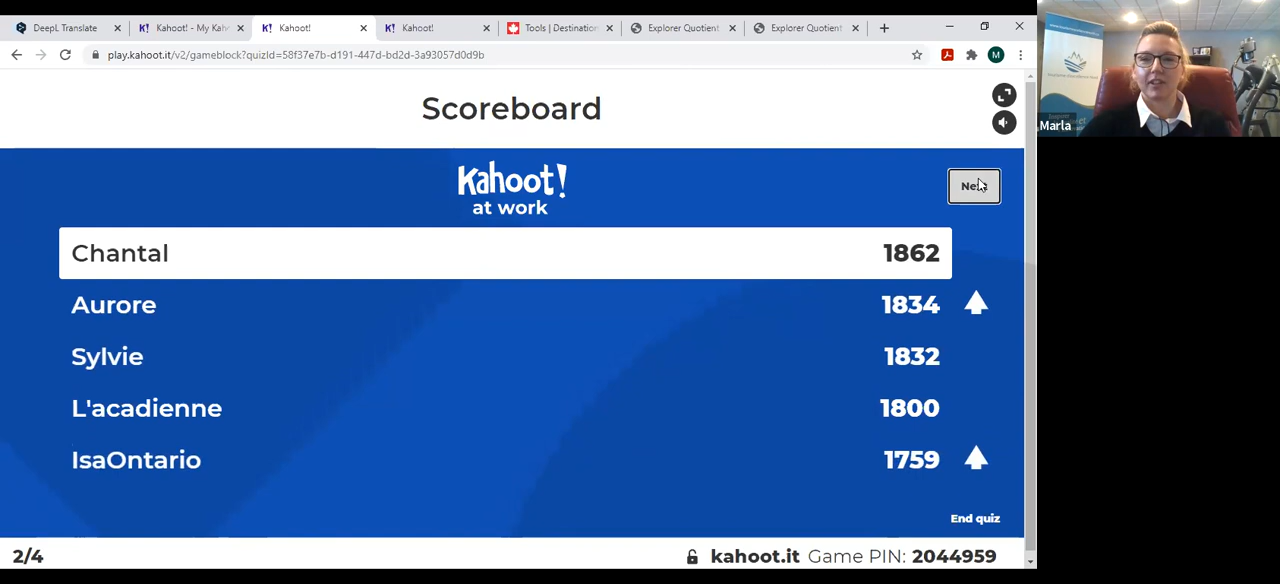 DeepL Translate
Kahoot! - My Kah
Kahoot!
Kahoot!
Tools | Destination
Explorer Quotient
Explorer Quotient
play.kahoot.it/v2/gameblock?quizId=58f37e7b-d191-447d-bd2d-3a93057d0d9b
M
Marla
Scoreboard
Kahoot!
at work
Chantal 1862
Aurore 1834
Sylvie 1832
L'acadienne 1800
IsaOntario 1759
End quiz
2/4 kahoot.it Game PIN: 2044959